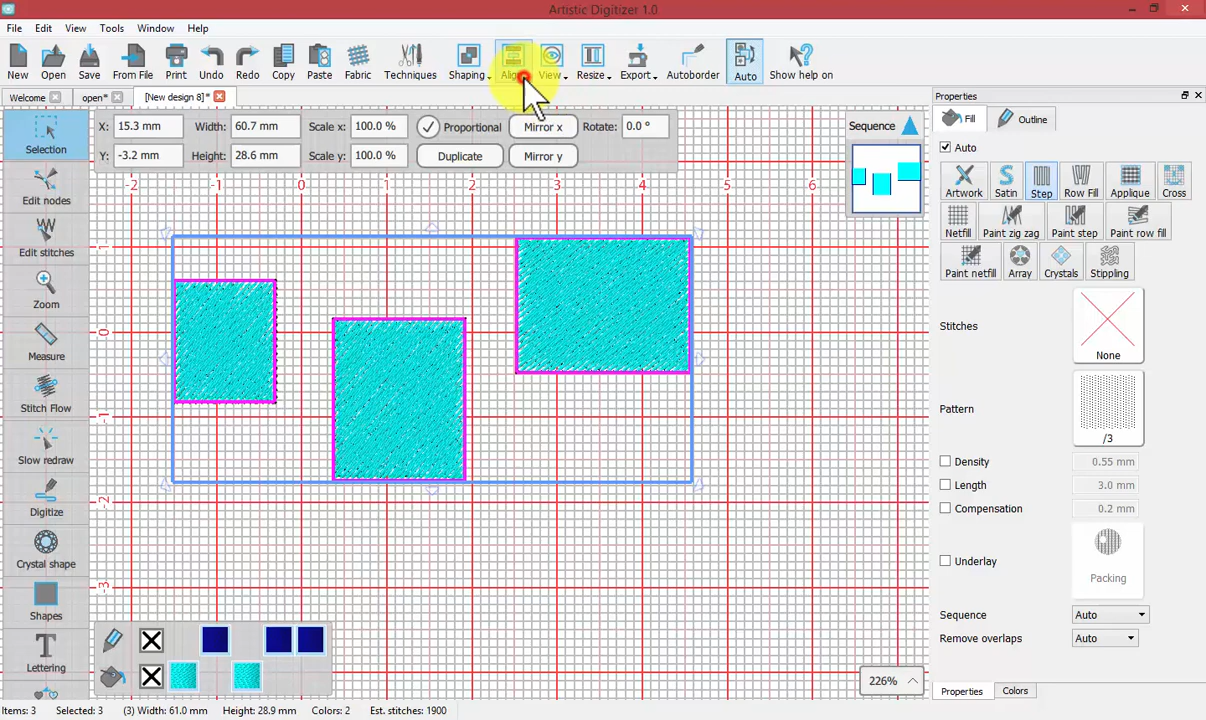 Artistic Digitizer 1.0
File Edit View Tools Window Help
New Open Save From File Print Undo Redo Copy Paste Fabric Techniques Shaping View Resize Export Autoborder Auto Show help on
Welcome open* [New design 8]*
Properties
X: 15.3 mm Width: 60.7 mm Scale x: 100.0 % Proportional Mirror x Rotate: 0.0 °
Y: -3.2 mm Height: 28.6 mm Scale y: 100.0 % Duplicate Mirror y
Sequence
Fill Outline
Auto
Artwork Satin Step Row Fill Applique Cross
Netfill Paint zig zag Paint step Paint row fill
Paint netfill Array Crystals Stippling
Stitches None
Pattern /3
Density 0.55 mm
Length 3.0 mm
Compensation 0.2 mm
Underlay Packing
Sequence Auto
Remove overlaps Auto
Properties Colors
Selection
Edit nodes
Edit stitches
Zoom
Measure
Stitch Flow
Slow redraw
Digitize
Crystal shape
Shapes
Lettering
-2 -1 0 1 2 3 4 5 6
0
-1
-2
-3
226%
Items: 3 Selected: 3 (3) Width: 61.0 mm Height: 28.9 mm Colors: 2 Est. stitches: 1900